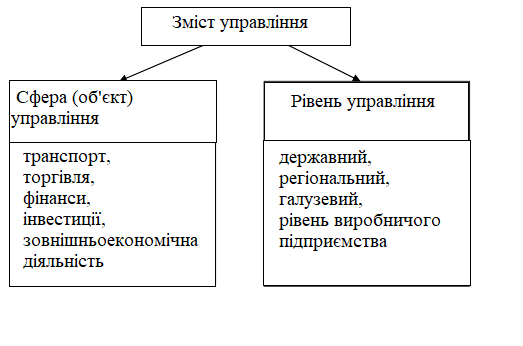 Зміст управління
Сфера (об'єкт)
управління
транспорт,
торгівля,
фінанси,
інвестиції,
зовнішньоекономічна
діяльність
Рівень управління
державний,
регіональний,
галузевий,
рівень виробничого
підприємства